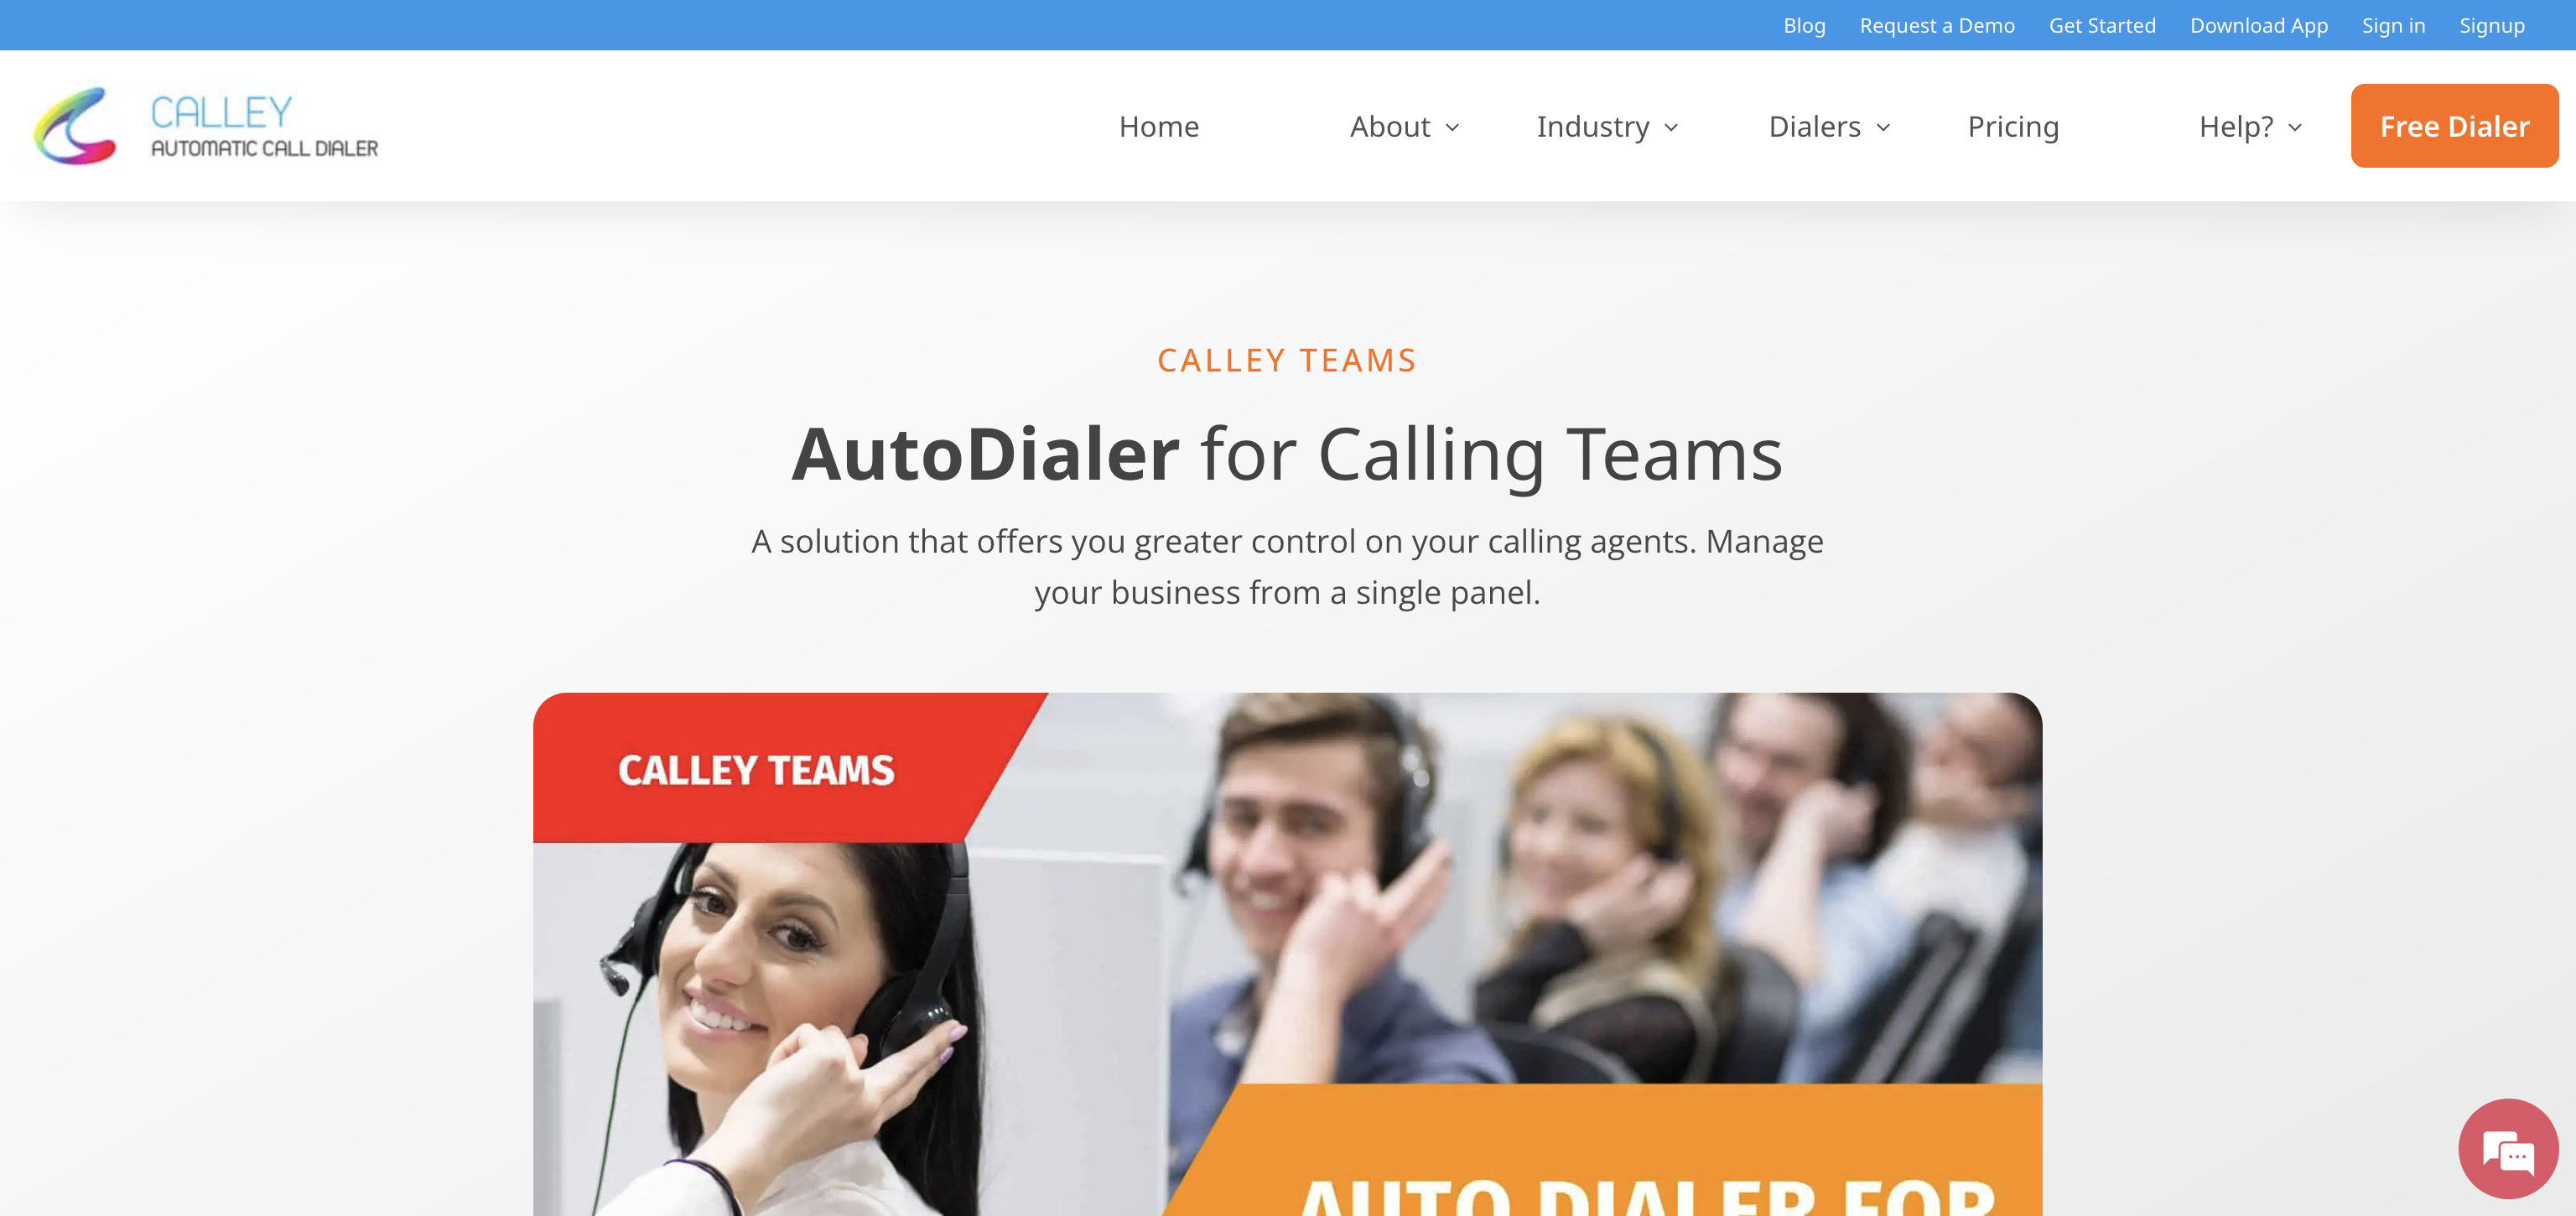 Blog Request a Demo Get Started Download App Sign in Signup
CALLEY
AUTOMATIC CALL DIALER
Home About Industry Dialers Pricing Help? Free Dialer
CALLEY TEAMS
AutoDialer for Calling Teams
A solution that offers you greater control on your calling agents. Manage
your business from a single panel.
CALLEY TEAMS
AUTO DIALER FOR